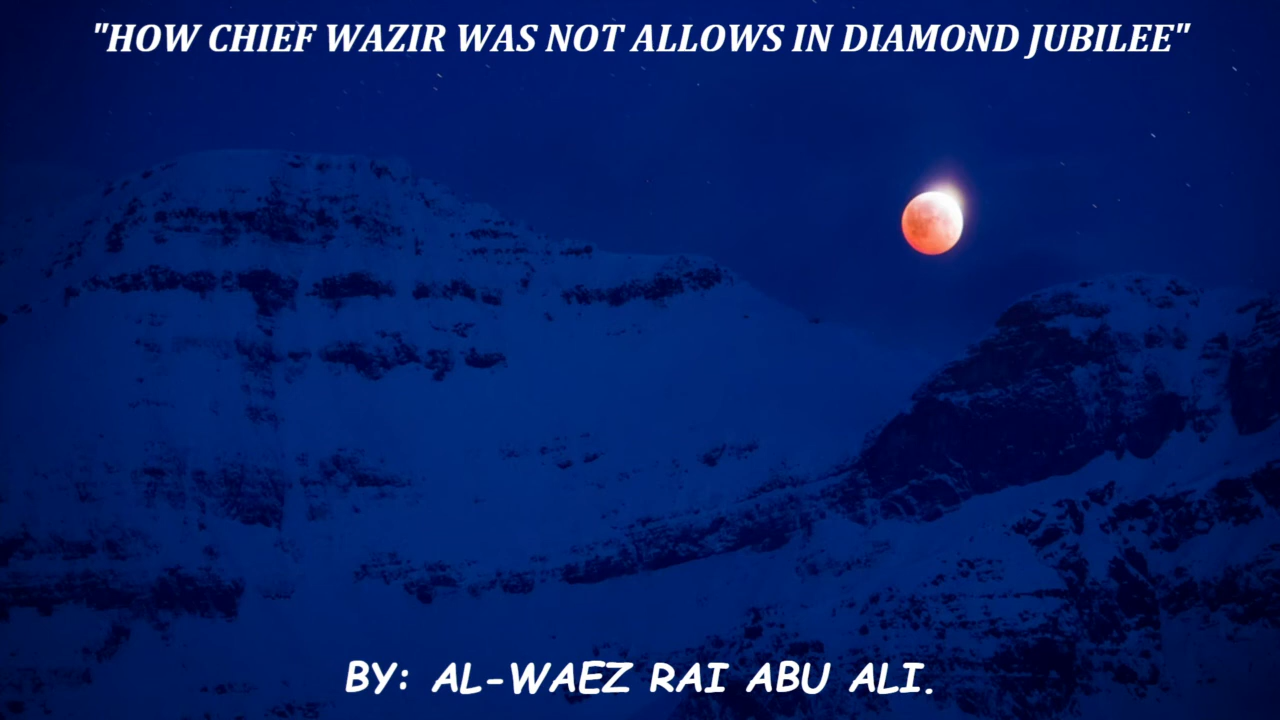 "HOW CHIEF WAZIR WAS NOT ALLOWS IN DIAMOND JUBILEE"
BY: AL-WAEZ RAI ABU ALI.